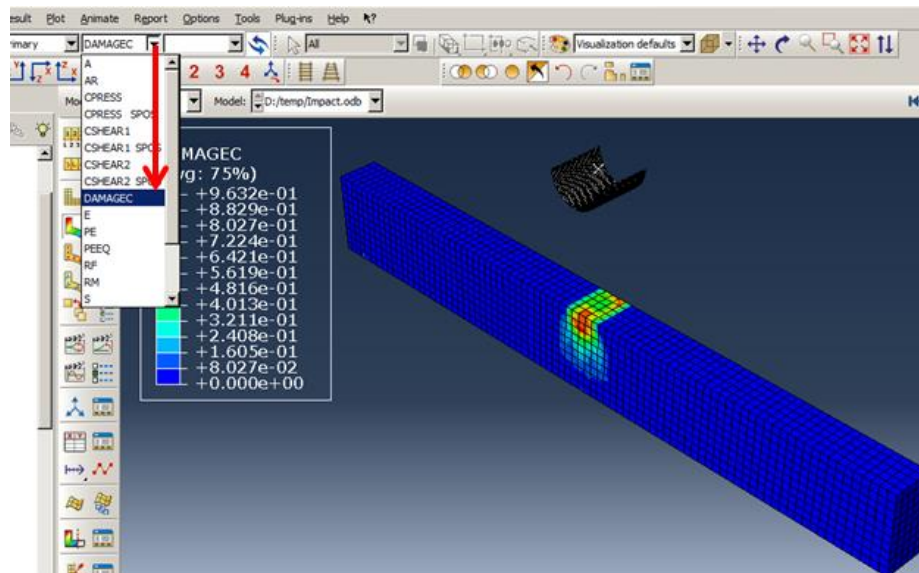 esult Plot Animate Report Options Tools Plug-ins Help
rimary DAMAGEC All Visualization defaults
2 3 4
Mo Model: D:/temp/Impact.odb
A
AR
CPRESS
CPRESS SPOS
CSHEAR1
CSHEAR1 SPOS
CSHEAR2
CSHEAR2 SPO
DAMAGEC
E
PE
PEEQ
RF
RM
S
MAGEC
g: 75%)
+9.632e-01
+8.829e-01
+8.027e-01
+7.224e-01
+6.421e-01
+5.619e-01
+4.816e-01
+4.013e-01
+3.211e-01
+2.408e-01
+1.605e-01
+8.027e-02
+0.000e+00